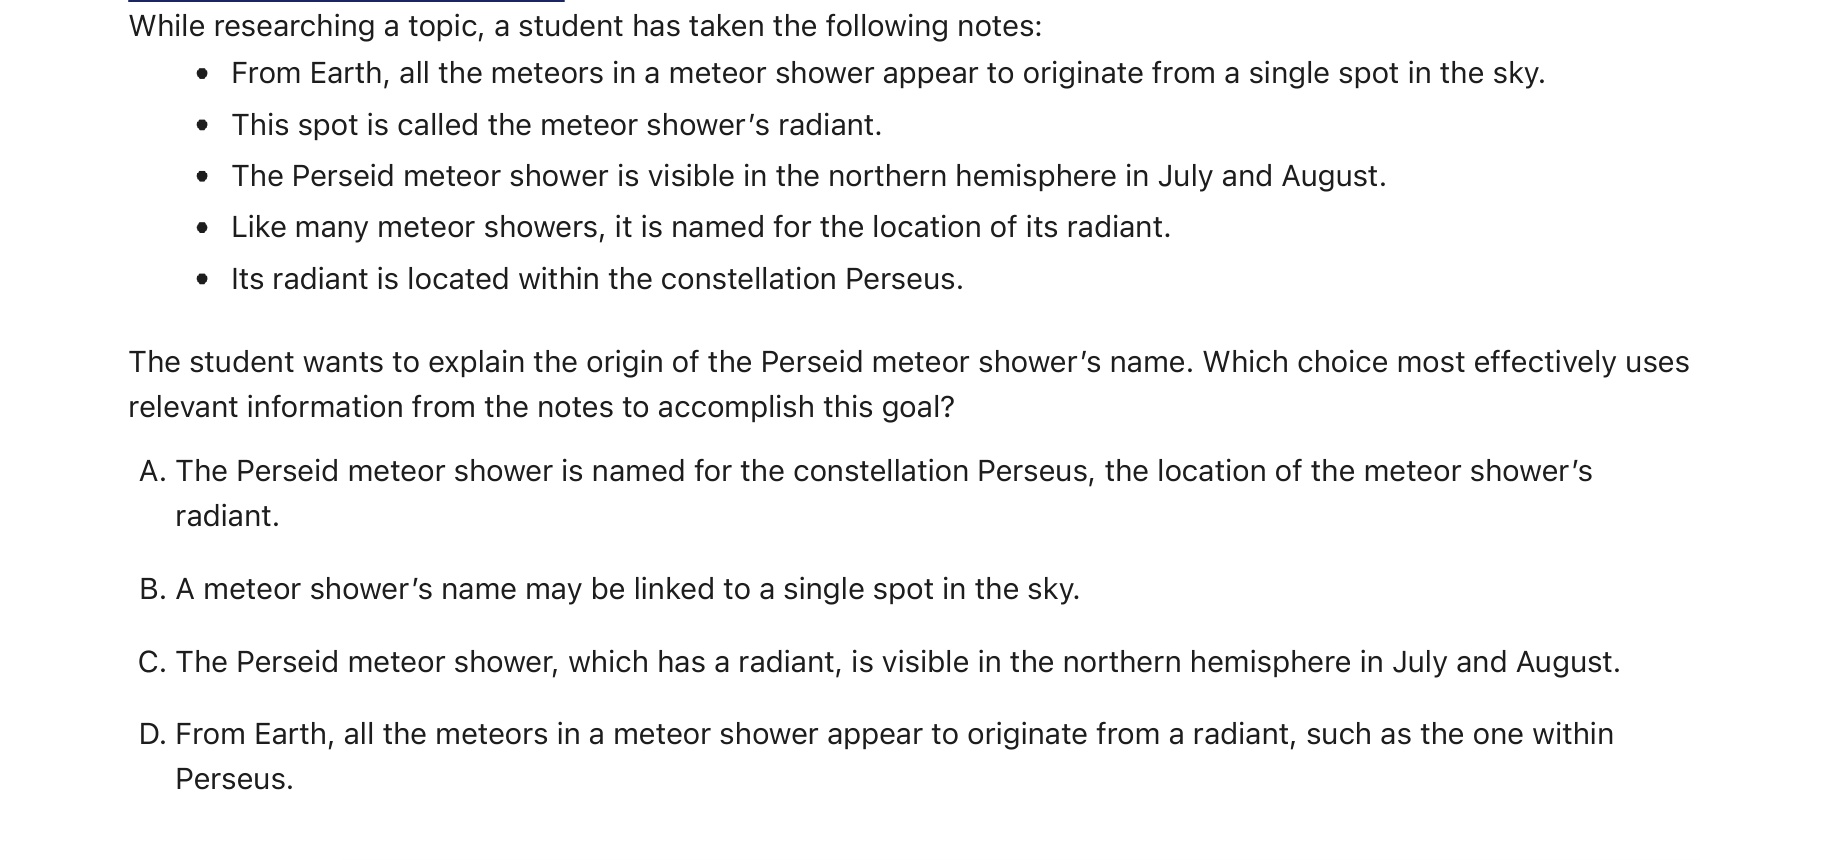 While researching a topic, a student has taken the following notes:
• From Earth, all the meteors in a meteor shower appear to originate from a single spot in the sky.
• This spot is called the meteor shower’s radiant.
• The Perseid meteor shower is visible in the northern hemisphere in July and August.
• Like many meteor showers, it is named for the location of its radiant.
• Its radiant is located within the constellation Perseus.
The student wants to explain the origin of the Perseid meteor shower’s name. Which choice most effectively uses
relevant information from the notes to accomplish this goal?
A. The Perseid meteor shower is named for the constellation Perseus, the location of the meteor shower’s
radiant.
B. A meteor shower’s name may be linked to a single spot in the sky.
C. The Perseid meteor shower, which has a radiant, is visible in the northern hemisphere in July and August.
D. From Earth, all the meteors in a meteor shower appear to originate from a radiant, such as the one within
Perseus.